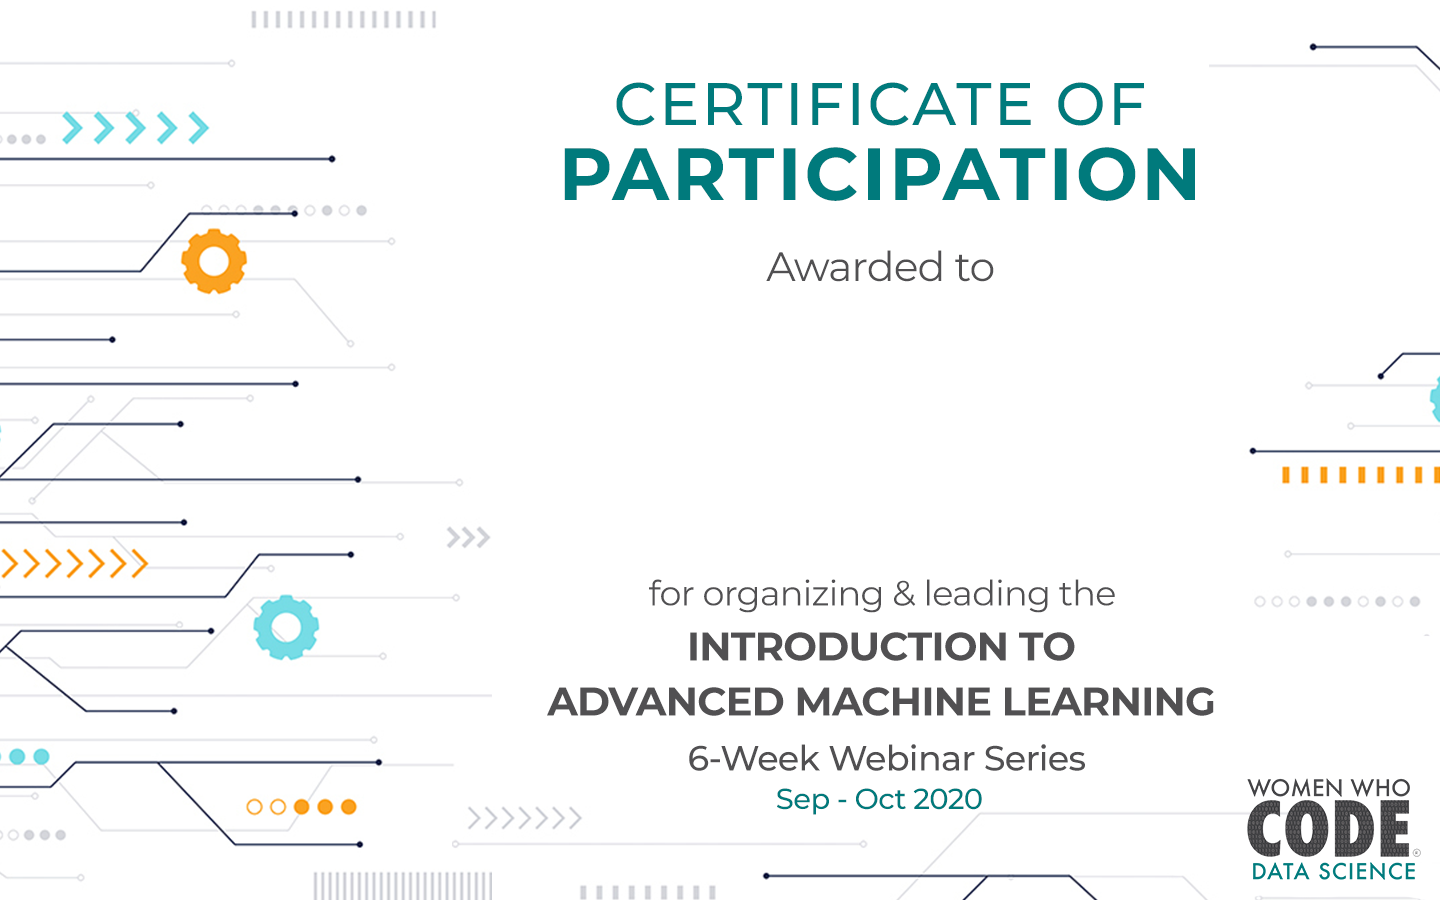 CERTIFICATE OF
PARTICIPATION
Awarded to
for organizing & leading the
INTRODUCTION TO
ADVANCED MACHINE LEARNING
6-Week Webinar Series
Sep - Oct 2020
WOMEN WHO
CODE®
DATA SCIENCE